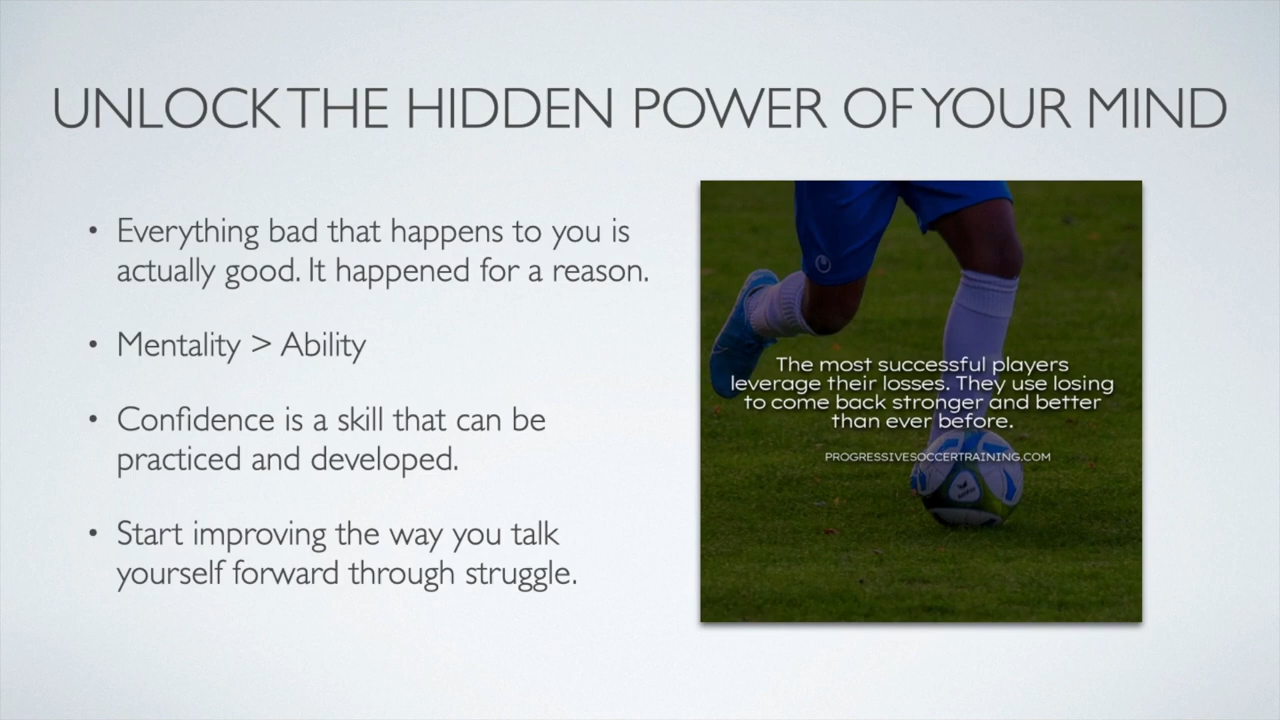 UNLOCK THE HIDDEN POWER OF YOUR MIND
• Everything bad that happens to you is
actually good. It happened for a reason.
• Mentality > Ability
• Confidence is a skill that can be
practiced and developed.
• Start improving the way you talk
yourself forward through struggle.
The most successful players
leverage their losses. They use losing
to come back stronger and better
than ever before.
PROGRESSIVESOCCERTRAINING.COM